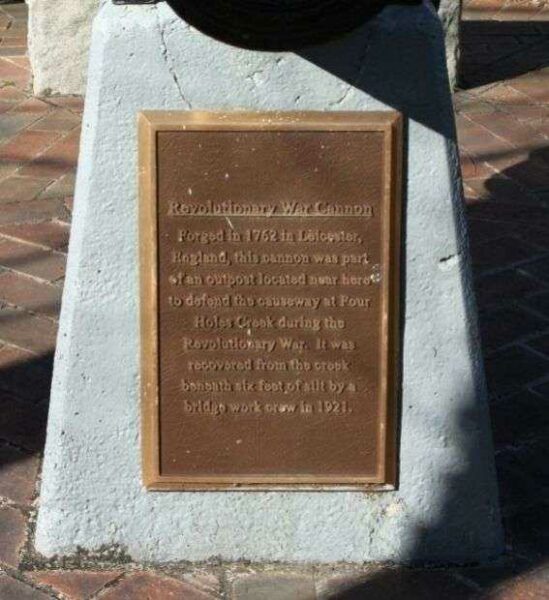 Revolutionary War Cannon
Forged in 1762 in Leicester,
England, this cannon was part
of an outpost located near here
to defend the causeway at Four
Holes Creek during the
Revolutionary War. It was
recovered from the creek
beneath six feet of silt by a
bridge work crew in 1921.